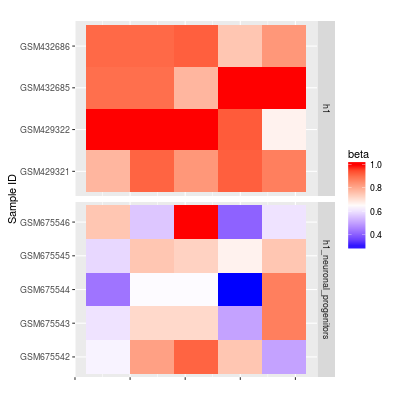 GSM432686
GSM432685
GSM429322
GSM429321
h1
GSM675546
GSM675545
GSM675544
GSM675543
GSM675542
h1_neuronal_progenitors
Sample ID
beta
1.0
0.8
0.6
0.4